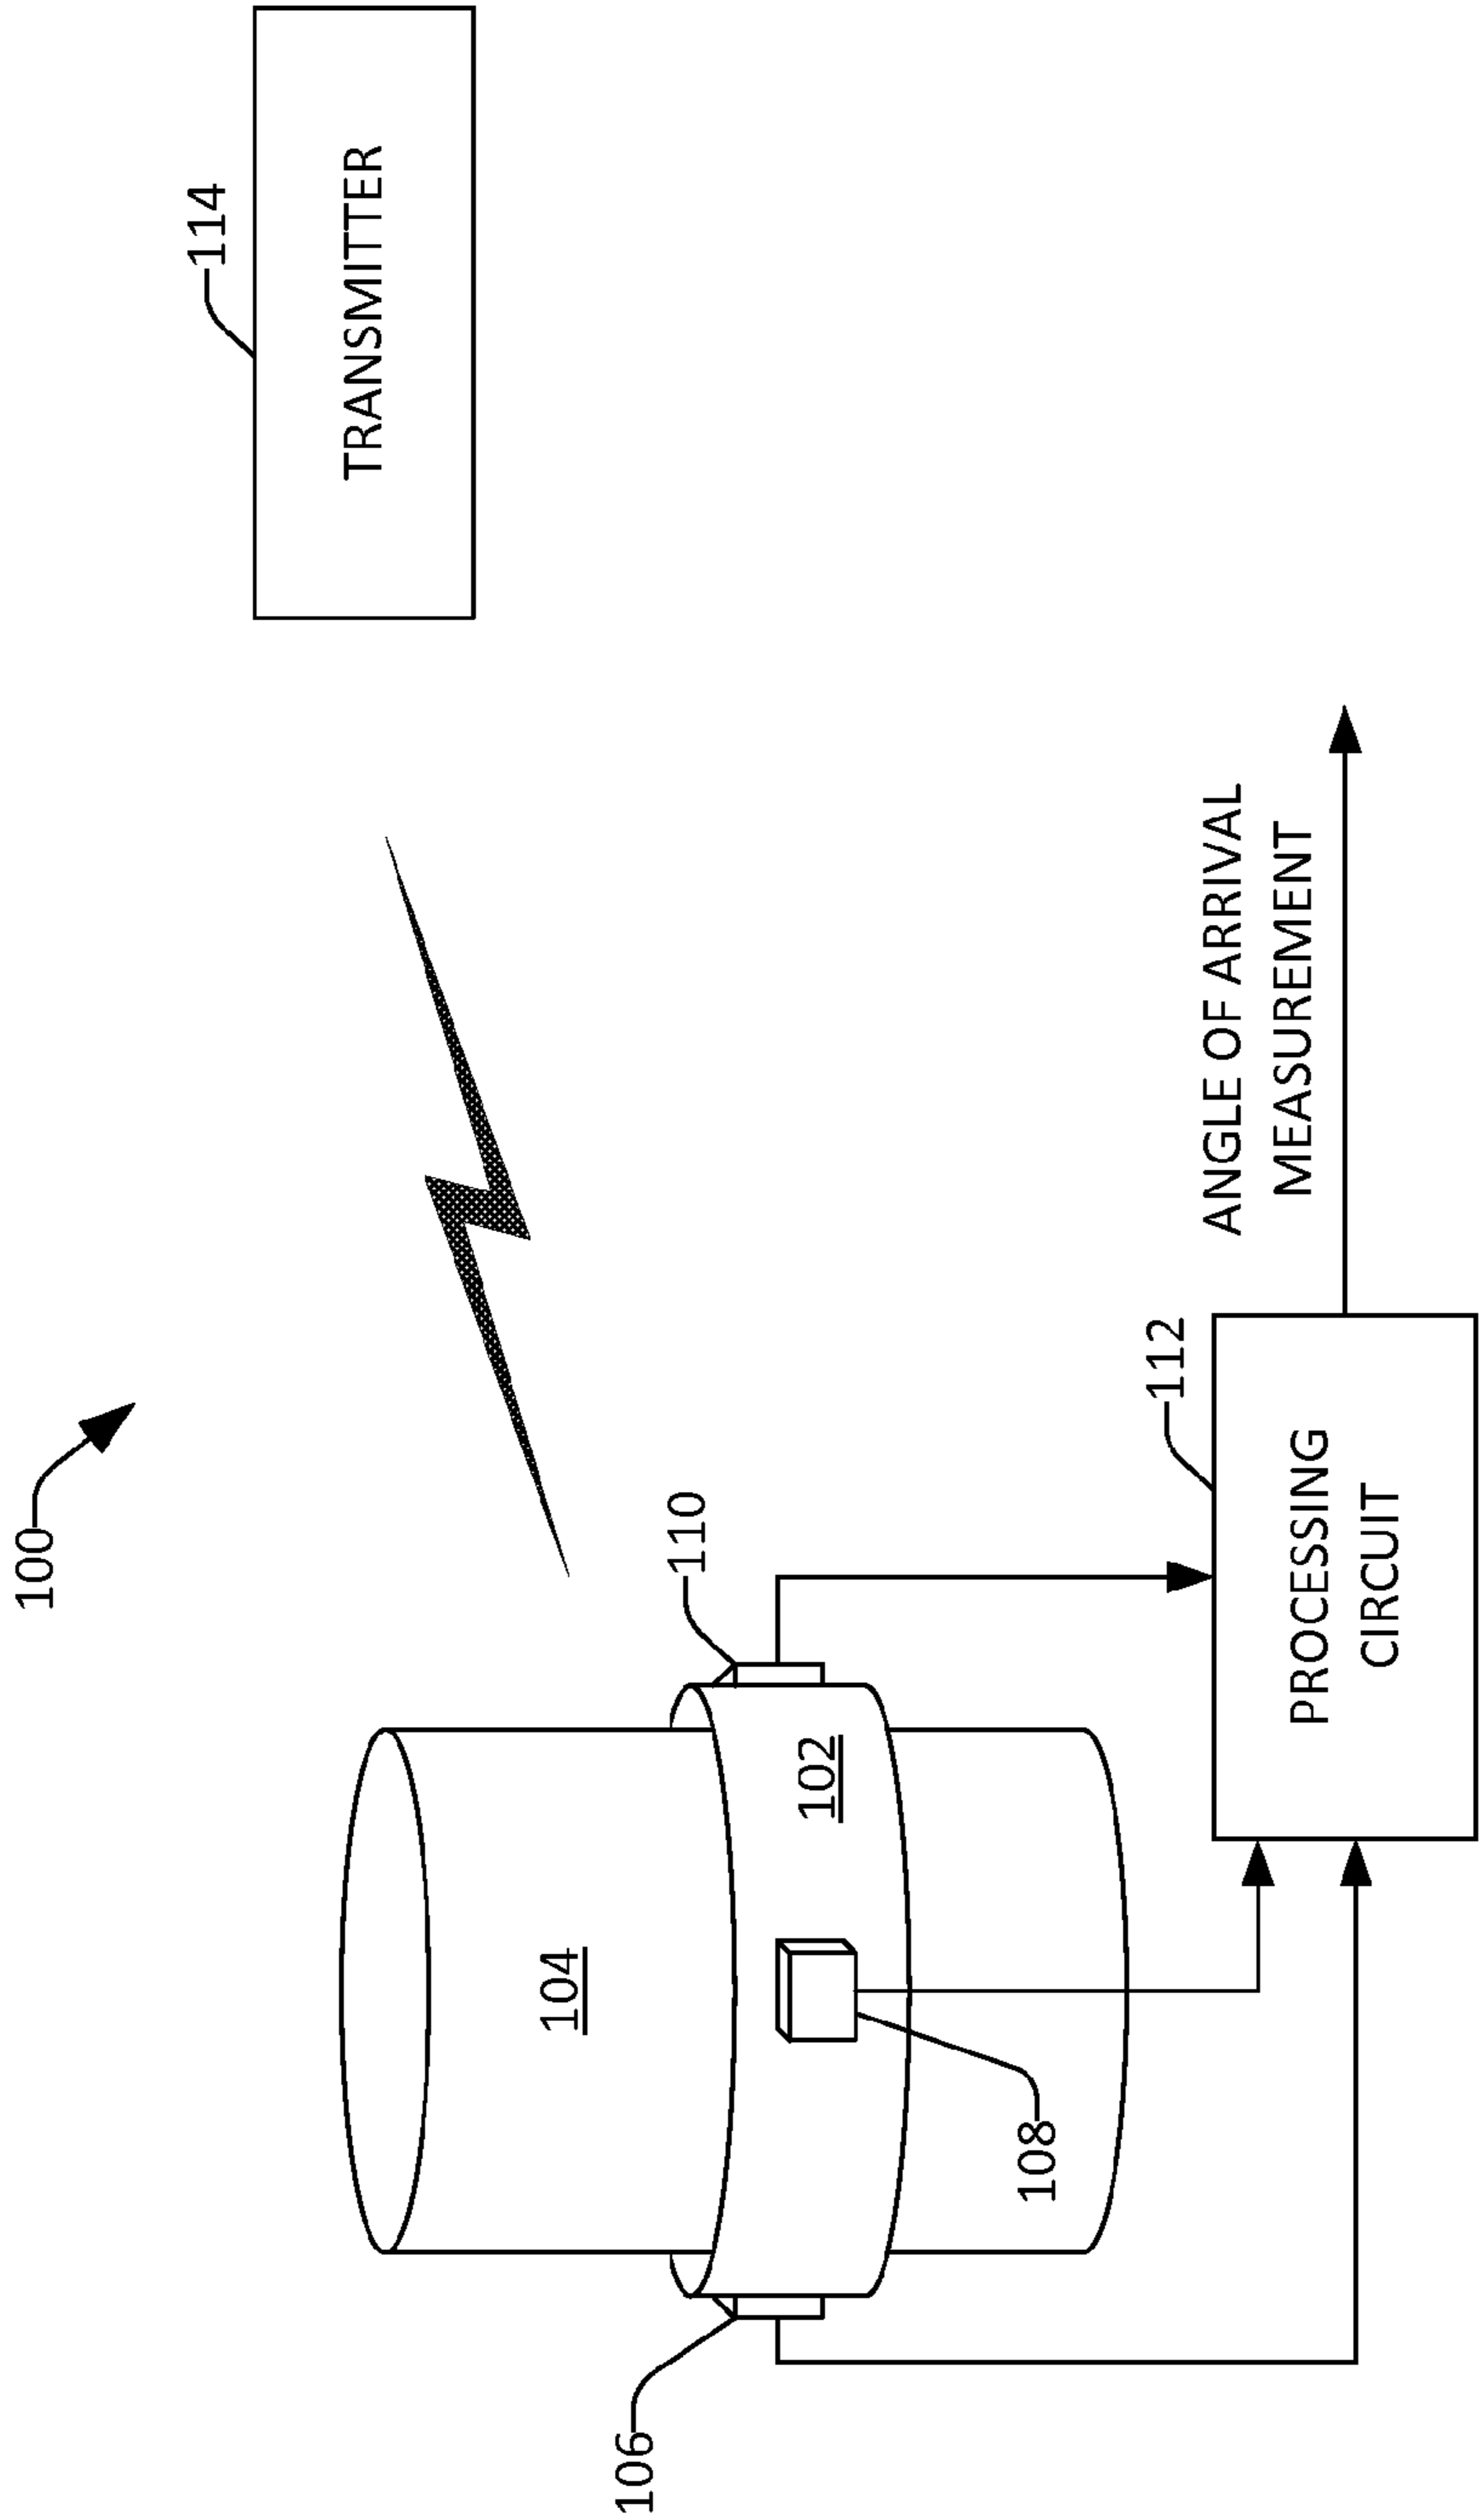 100
114
TRANSMITTER
104
110
106
102
108
112
PROCESSING
CIRCUIT
ANGLE OF ARRIVAL
MEASUREMENT